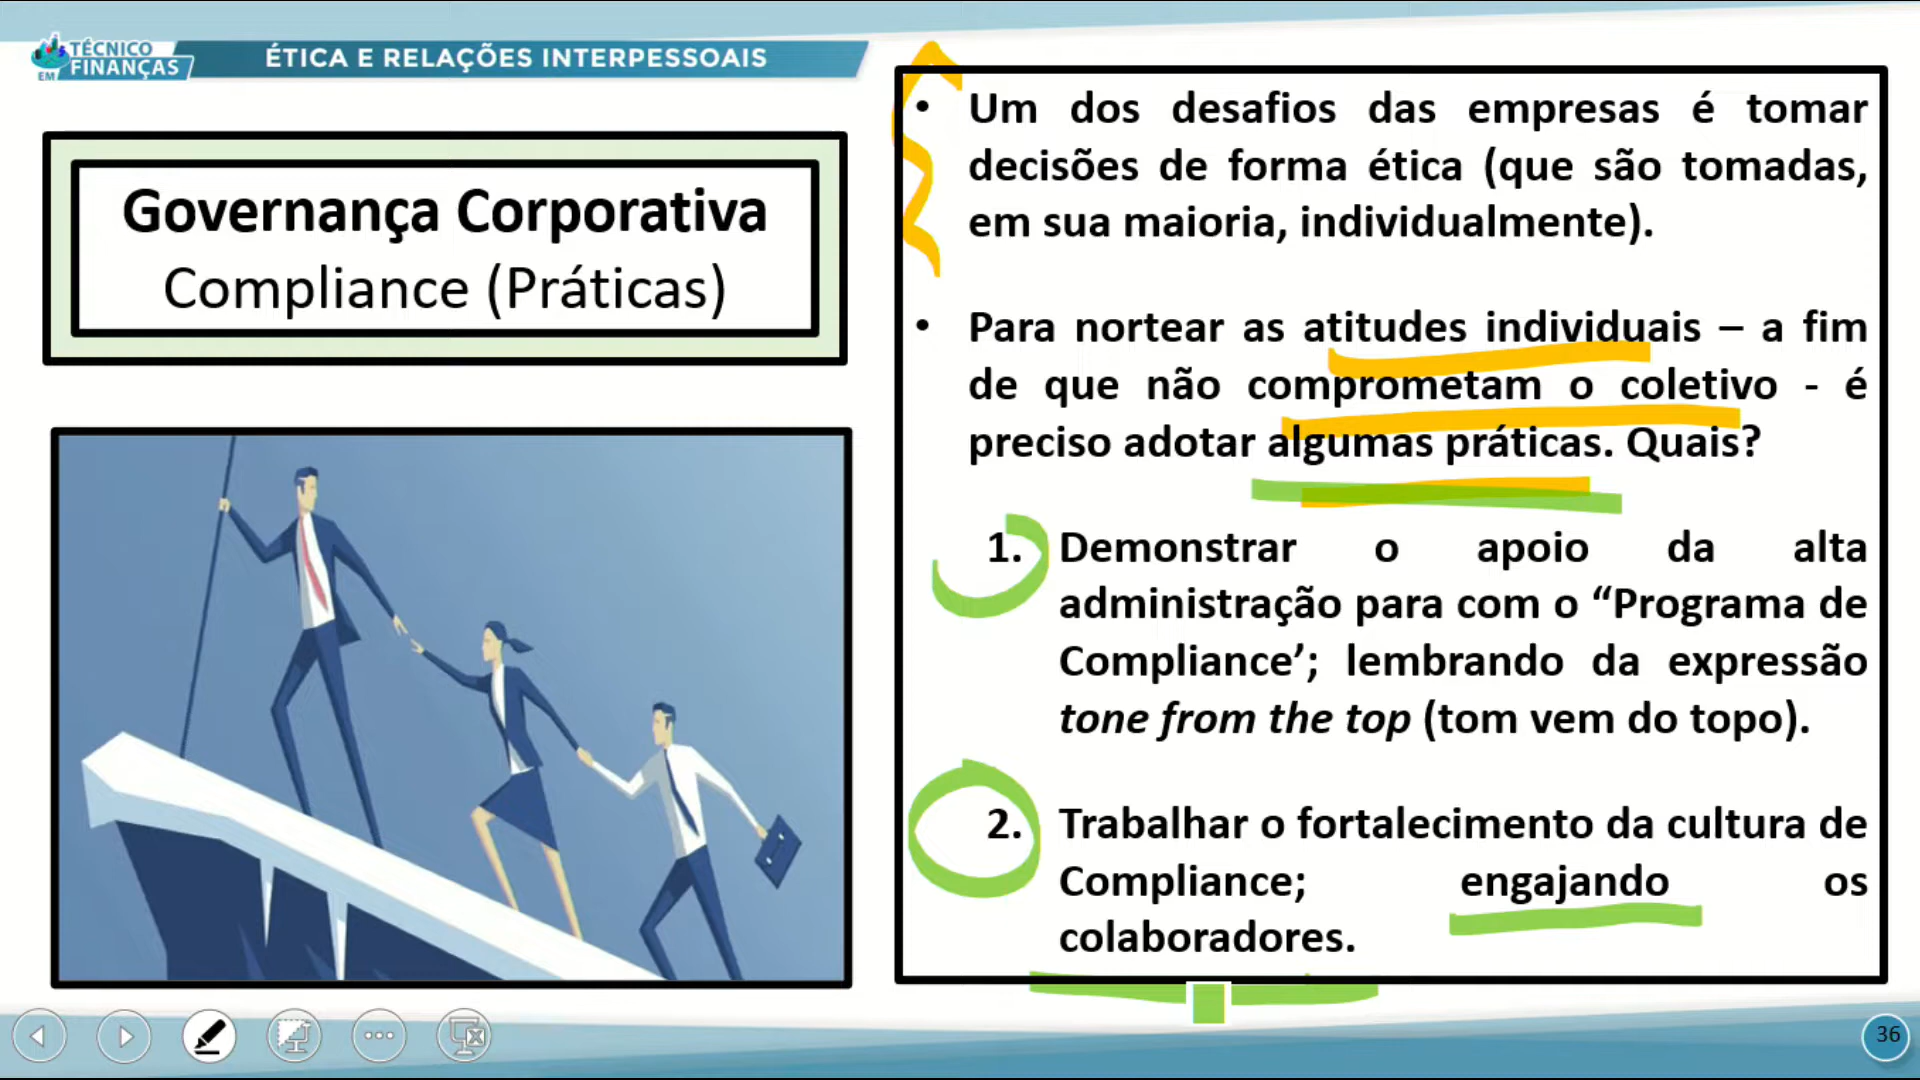 TÉCNICO
EM FINANÇAS
ÉTICA E RELAÇÕES INTERPESSOAIS
Governança Corporativa
Compliance (Práticas)
• Um dos desafios das empresas é tomar
decisões de forma ética (que são tomadas,
em sua maioria, individualmente).
• Para nortear as atitudes individuais – a fim
de que não comprometam o coletivo - é
preciso adotar algumas práticas. Quais?
1. Demonstrar o apoio da alta
administração para com o “Programa de
Compliance’; lembrando da expressão
tone from the top (tom vem do topo).
2. Trabalhar o fortalecimento da cultura de
Compliance; engajando os
colaboradores.
36